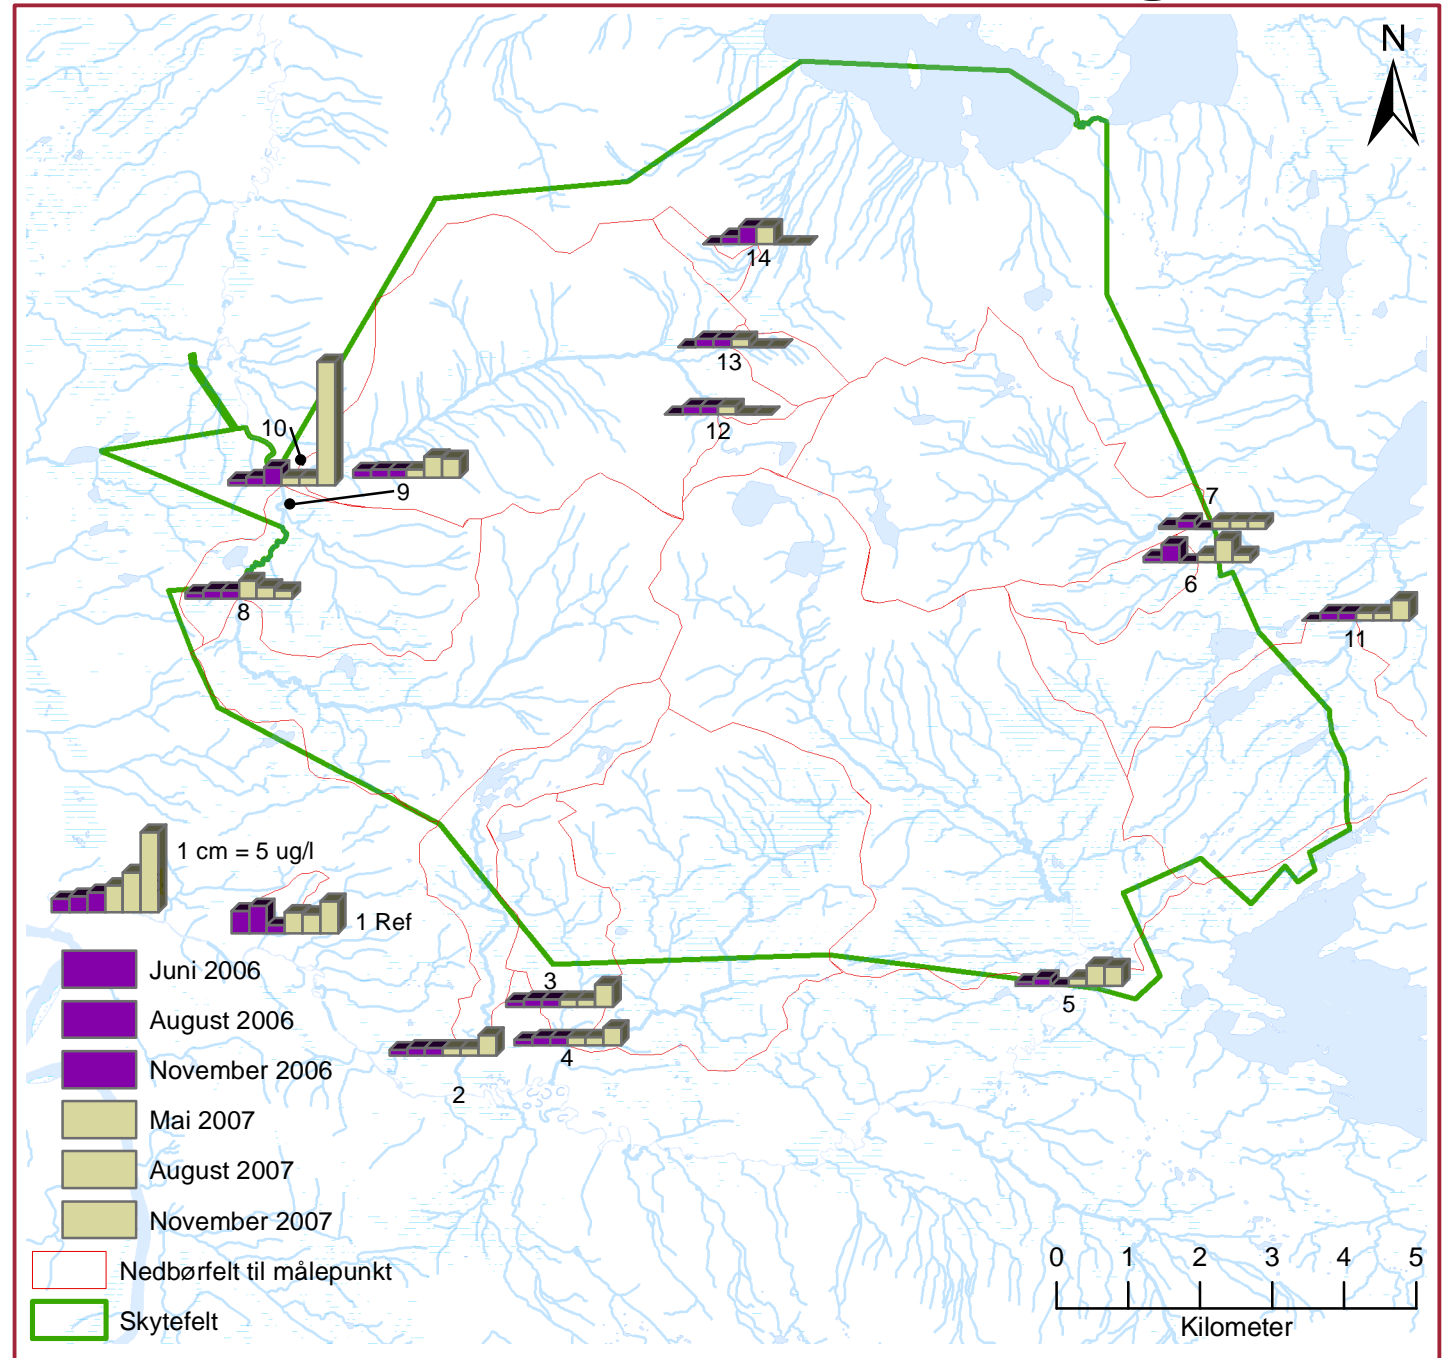 N
14
13
12
10
9
7
6
8
11
1 cm = 5 ug/l
1 Ref
3
5
4
2
Juni 2006
August 2006
November 2006
Mai 2007
August 2007
November 2007
Nedbørfelt til målepunkt
Skytefelt
0 1 2 3 4 5
Kilometer